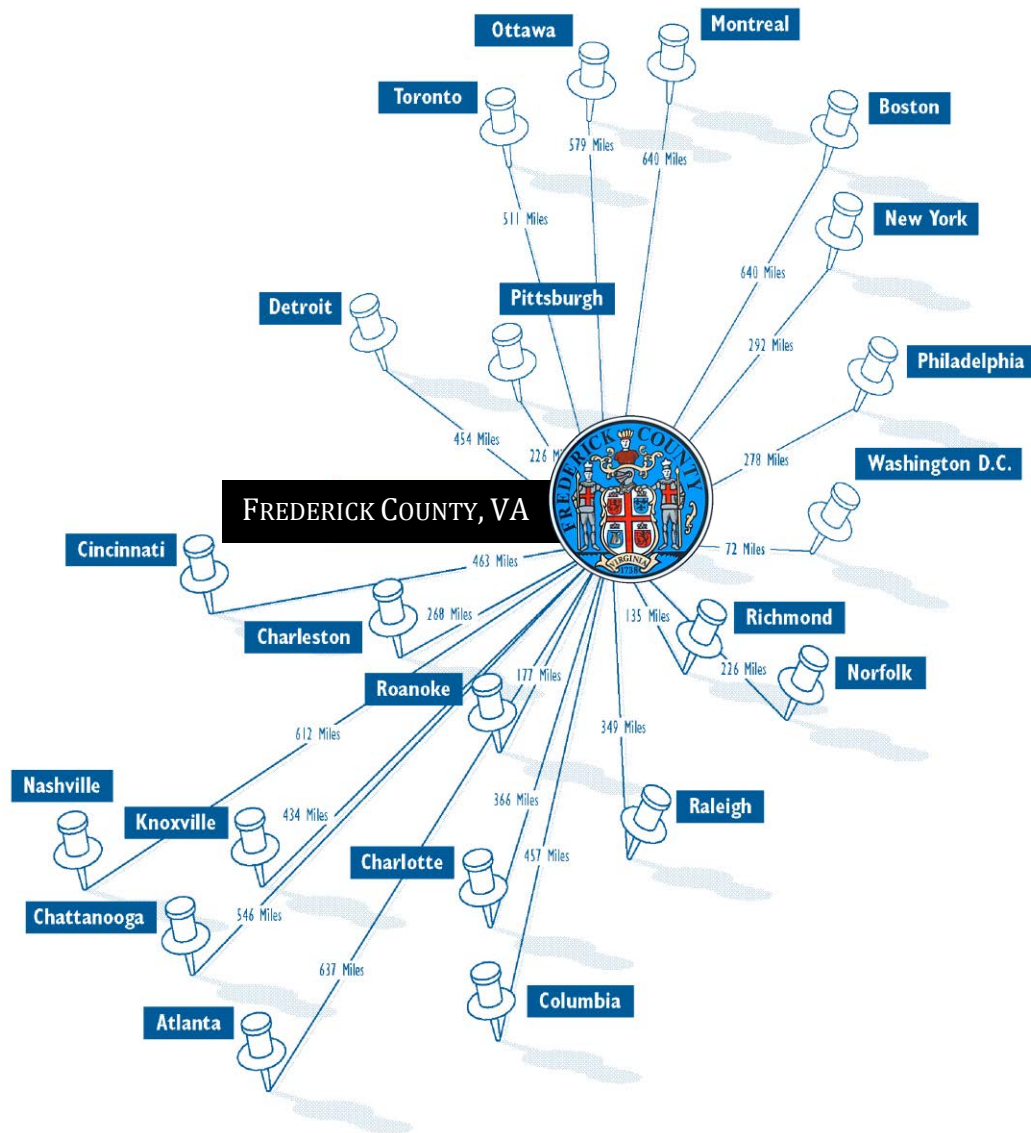 Ottawa
Montreal
Toronto
Boston
579 Miles
640 Miles
New York
511 Miles
640 Miles
Detroit
Pittsburgh
292 Miles
Philadelphia
454 Miles
226 M
278 Miles
Washington D.C.
FREDERICK COUNTY
VIRGINIA
1738
FREDERICK COUNTY, VA
72 Miles
Cincinnati
463 Miles
268 Miles
Charleston
135 Miles
Richmond
177 Miles
226 Miles
Norfolk
Roanoke
349 Miles
612 Miles
Nashville
366 Miles
Raleigh
Knoxville
434 Miles
457 Miles
Charlotte
Chattanooga
546 Miles
637 Miles
Columbia
Atlanta